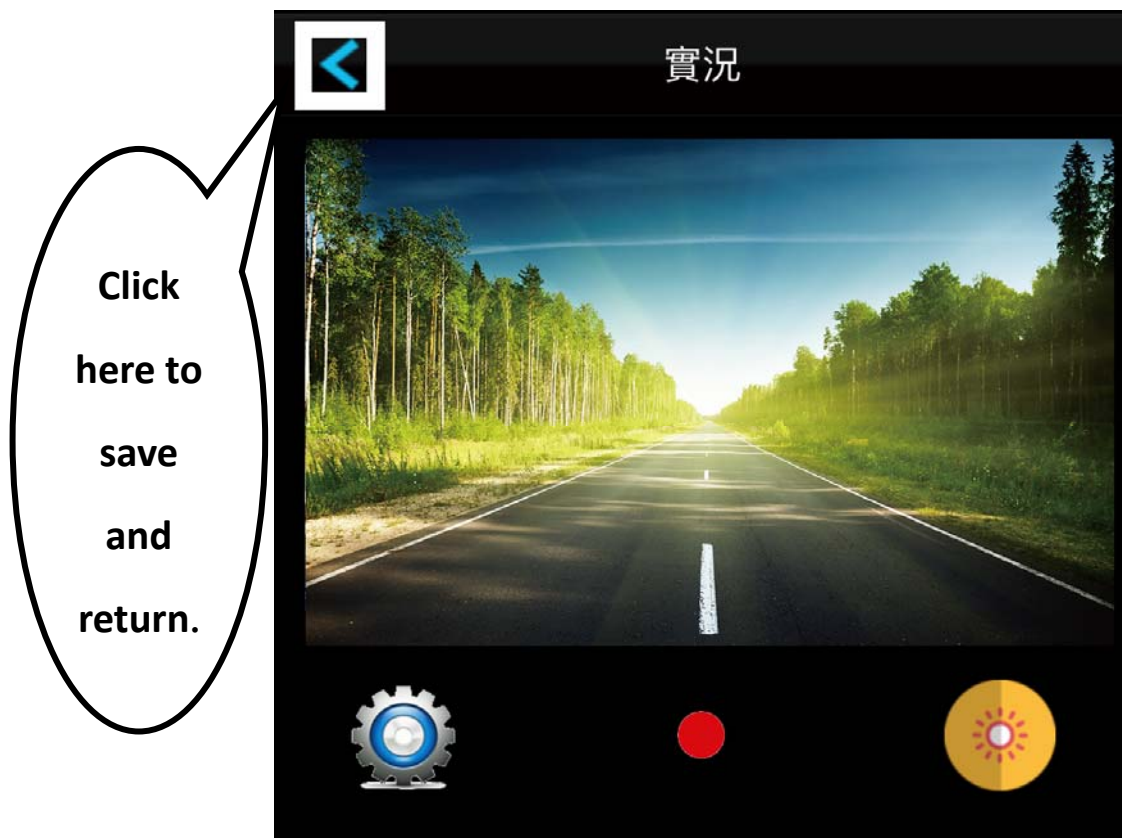 實況
Click
here to
save
and
return.